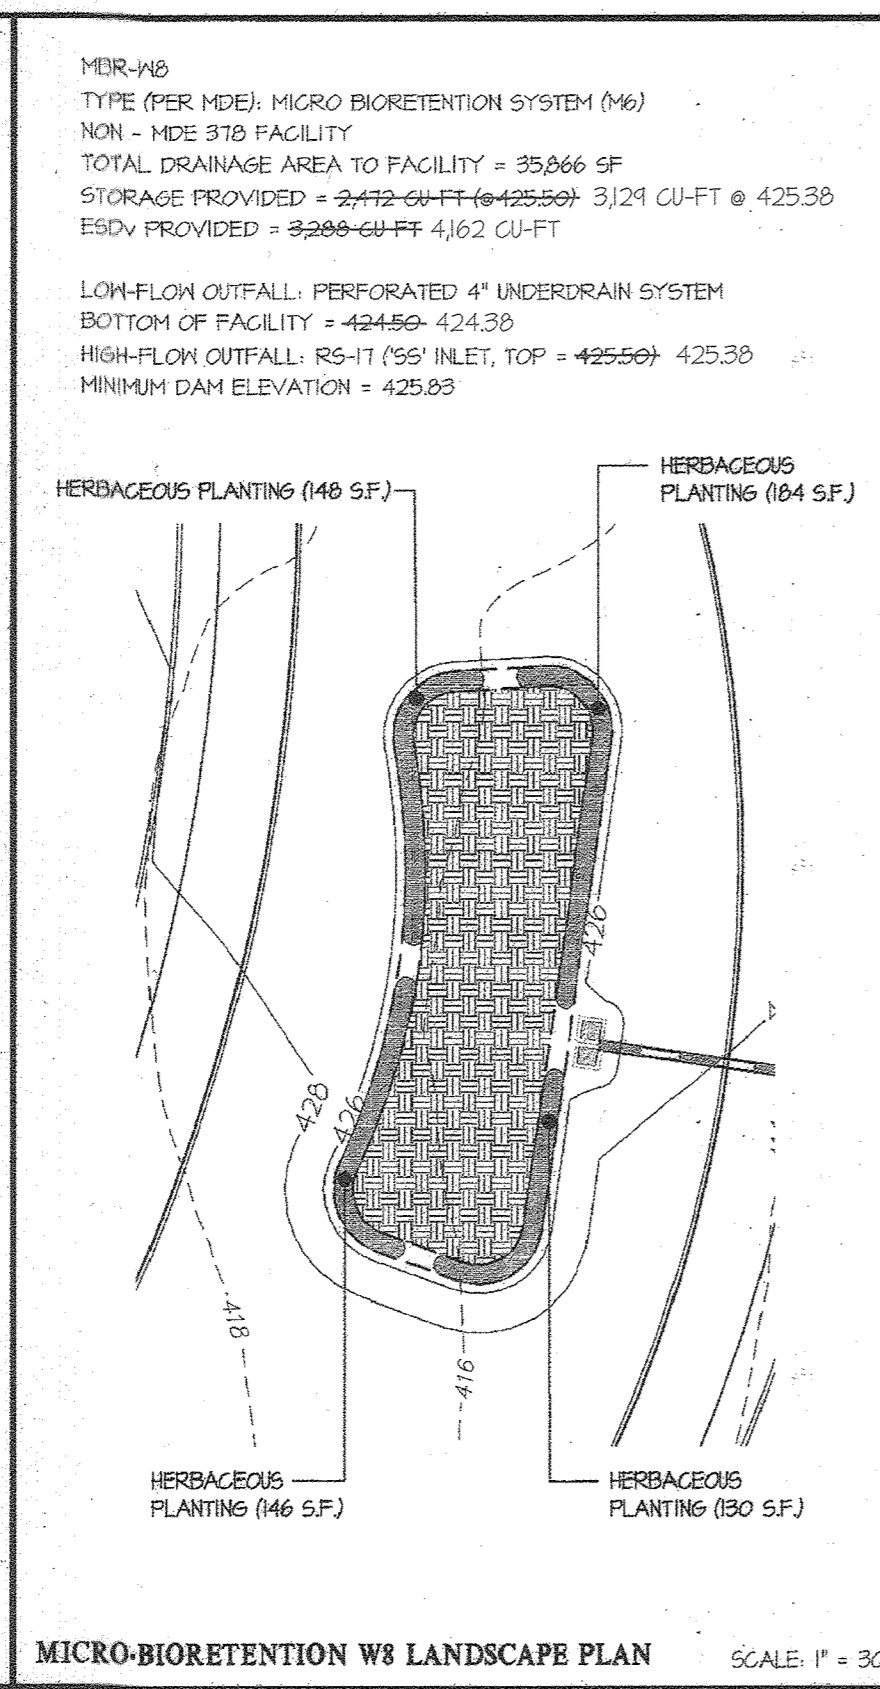 MBR-W8
TYPE (PER MDE): MICRO BIORETENTION SYSTEM (M6)
NON - MDE 378 FACILITY
TOTAL DRAINAGE AREA TO FACILITY = 35,866 SF
STORAGE PROVIDED = 2,472 CU-FT (@425.50) 3,129 CU-FT @ 425.38
ESDv PROVIDED = 3,288 CU-FT 4,162 CU-FT
LOW-FLOW OUTFALL: PERFORATED 4" UNDERDRAIN SYSTEM
BOTTOM OF FACILITY = 424.50 424.38
HIGH-FLOW OUTFALL: RS-17 ('SS' INLET, TOP = 425.50) 425.38
MINIMUM DAM ELEVATION = 425.83
HERBACEOUS
PLANTING (184 S.F.)
HERBACEOUS PLANTING (148 S.F.)
426
428
426
418
416
HERBACEOUS
PLANTING (146 S.F.)
HERBACEOUS
PLANTING (130 S.F.)
MICRO-BIORETENTION W8 LANDSCAPE PLAN
SCALE: 1" = 30